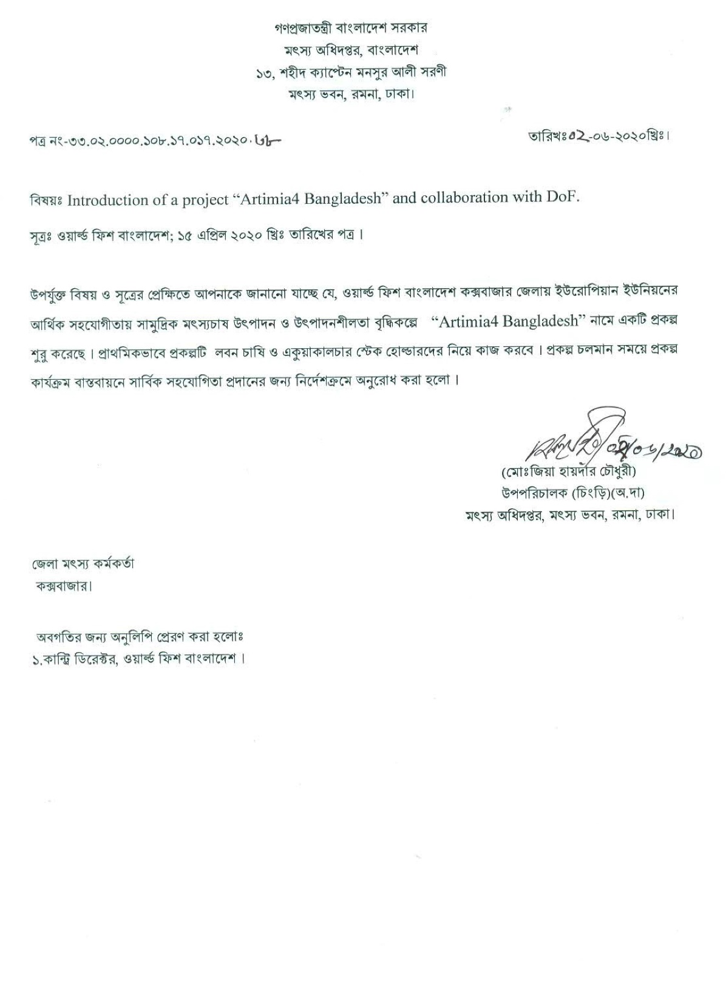 গণপ্রজাতন্ত্রী বাংলাদেশ সরকার
মৎস্য অধিদপ্তর, বাংলাদেশ
১৩, শহীদ ক্যাপ্টেন মনসুর আলী সরণী
মৎস্য ভবন, রমনা, ঢাকা।
পত্র নং-৩৩.০২.০০০০.১০৮.১৭.০১৭.২০২০.
তারিখঃ০২-০৬-২০২০খ্রিঃ।
বিষয়ঃ Introduction of a project “Artimia4 Bangladesh” and collaboration with DoF.
সূত্রঃ ওয়ার্ল্ড ফিশ বাংলাদেশ; ১৫ এপ্রিল ২০২০ খ্রিঃ তারিখের পত্র ।
উপর্যুক্ত বিষয় ও সূত্রের প্রেক্ষিতে আপনাকে জানানো যাচ্ছে যে, ওয়ার্ল্ড ফিশ বাংলাদেশ কক্সবাজার জেলায় ইউরোপিয়ান ইউনিয়নের
আর্থিক সহযোগীতায় সামুদ্রিক মৎস্যচাষ উৎপাদন ও উৎপাদনশীলতা বৃদ্ধিকল্পে “Artimia4 Bangladesh” নামে একটি প্রকল্প
শুরু করেছে । প্রাথমিকভাবে প্রকল্পটি লবন চাষি ও একুয়াকালচার স্টেক হোল্ডারদের নিয়ে কাজ করবে । প্রকল্প চলমান সময়ে প্রকল্প
কার্যক্রম বাস্তবায়নে সার্বিক সহযোগিতা প্রদানের জন্য নির্দেশক্রমে অনুরোধ করা হলো ।
০২/০৬/২০২০
(মোঃজিয়া হায়দার চৌধুরী)
উপপরিচালক (চিংড়ি)(অ.দা)
মৎস্য অধিদপ্তর, মৎস্য ভবন, রমনা, ঢাকা।
জেলা মৎস্য কর্মকর্তা
কক্সবাজার।
অবগতির জন্য অনুলিপি প্রেরণ করা হলোঃ
১.কান্ট্রি ডিরেক্টর, ওয়ার্ল্ড ফিশ বাংলাদেশ ।